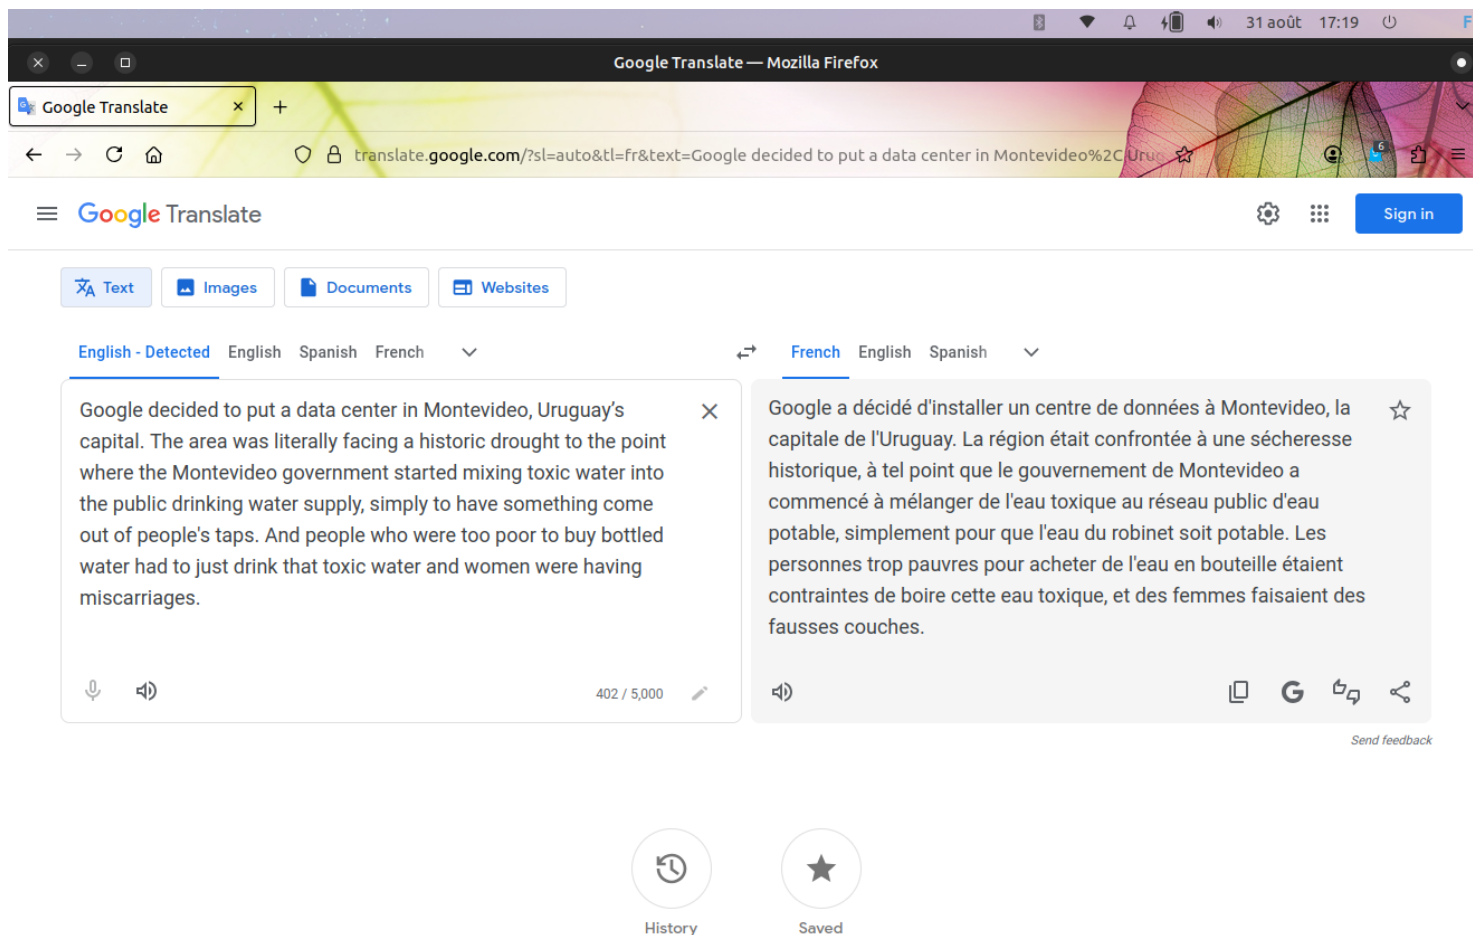 31 août 17:19
F
Google Translate — Mozilla Firefox
Google Translate
translate.google.com/?sl=auto&tl=fr&text=Google decided to put a data center in Montevideo%2C Urug
6
Google Translate
Sign in
Text Images Documents Websites
English - Detected English Spanish French
French English Spanish
Google decided to put a data center in Montevideo, Uruguay’s
capital. The area was literally facing a historic drought to the point
where the Montevideo government started mixing toxic water into
the public drinking water supply, simply to have something come
out of people's taps. And people who were too poor to buy bottled
water had to just drink that toxic water and women were having
miscarriages.
402 / 5,000
Google a décidé d'installer un centre de données à Montevideo, la
capitale de l'Uruguay. La région était confrontée à une sécheresse
historique, à tel point que le gouvernement de Montevideo a
commencé à mélanger de l'eau toxique au réseau public d'eau
potable, simplement pour que l'eau du robinet soit potable. Les
personnes trop pauvres pour acheter de l'eau en bouteille étaient
contraintes de boire cette eau toxique, et des femmes faisaient des
fausses couches.
Send feedback
History
Saved